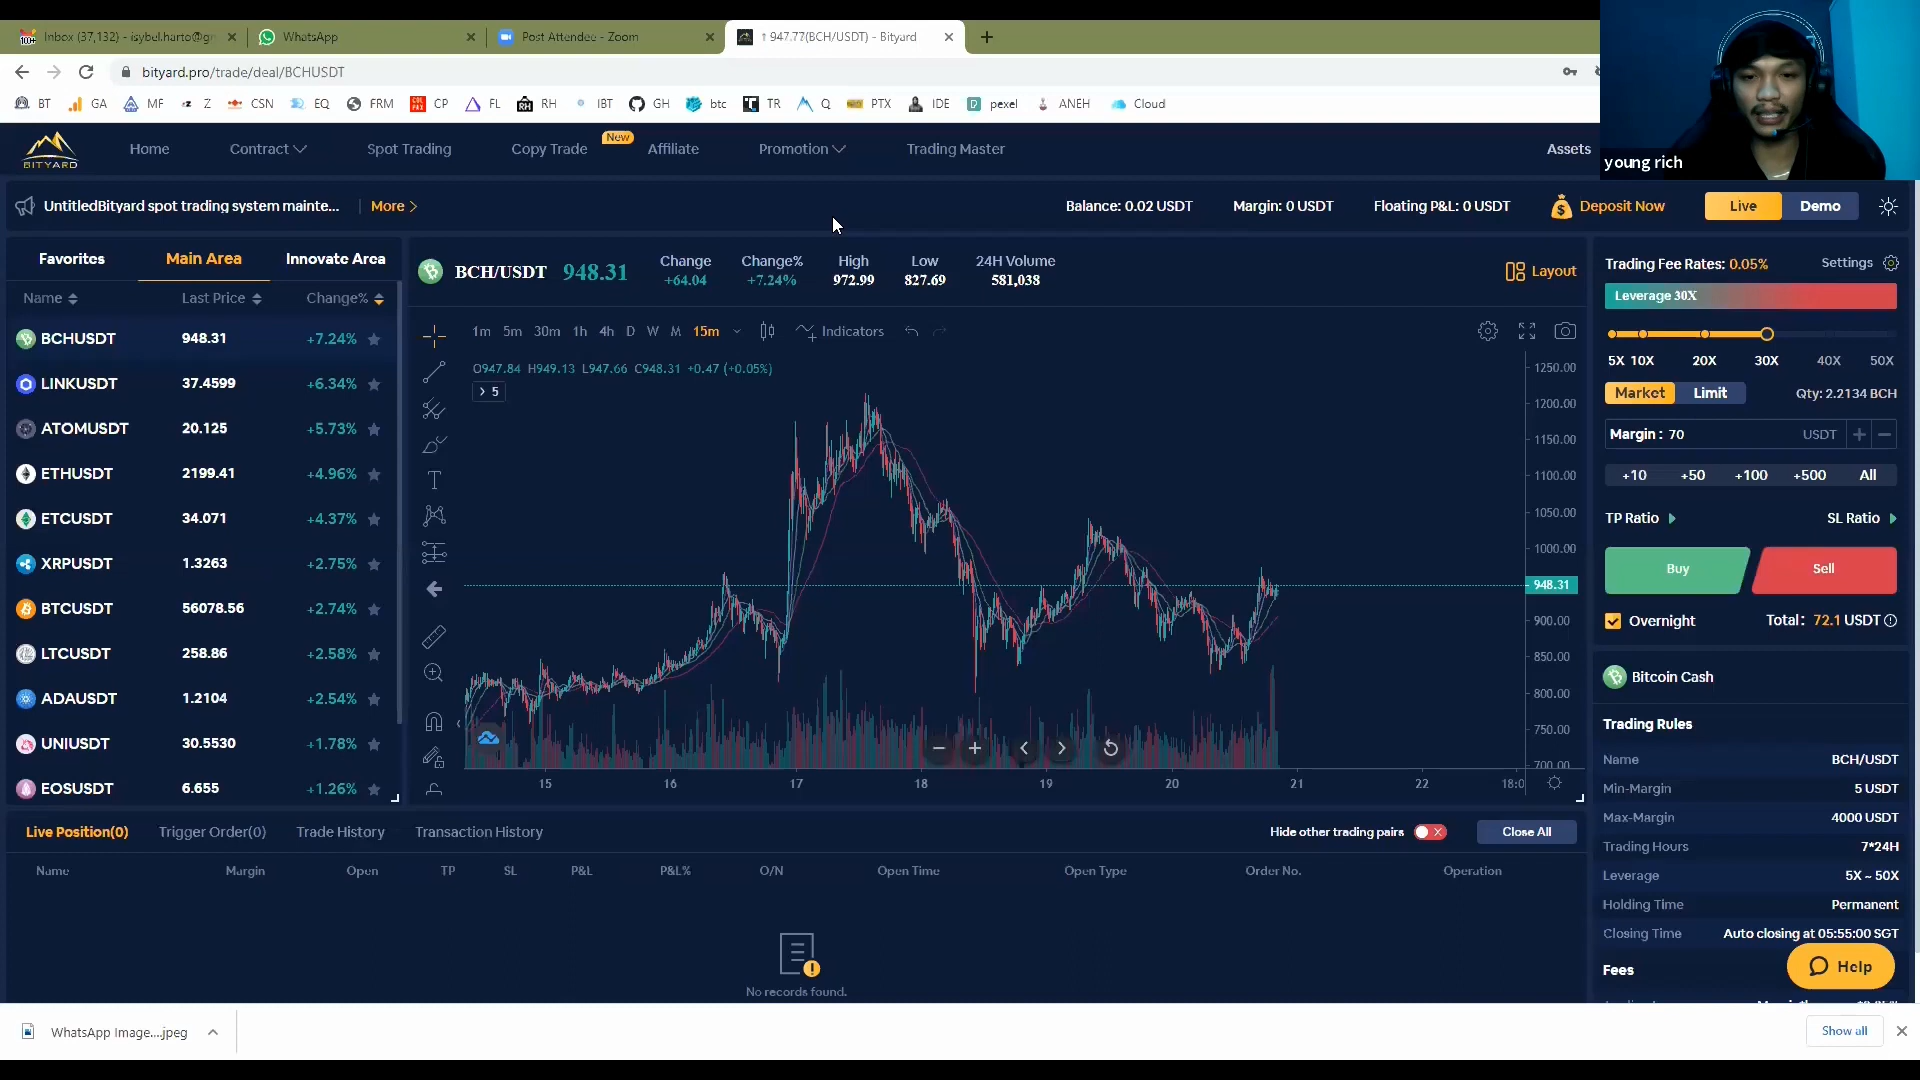 Inbox (37,132) - isybel.harto@gr
WhatsApp
Post Attendee - Zoom
↑ 947.77(BCH/USDT) - Bityard
bityard.pro/trade/deal/BCHUSDT
BT GA MF Z CSN EQ FRM CP FL RH IBT GH btc TR Q PTX IDE pexel ANEH Cloud
young rich
BITYARD
Home Contract Spot Trading Copy Trade New Affiliate Promotion Trading Master Assets
UntitledBityard spot trading system mainte... More >
Balance: 0.02 USDT Margin: 0 USDT Floating P&L: 0 USDT Deposit Now Live Demo
Favorites Main Area Innovate Area
Name Last Price Change%
BCHUSDT 948.31 +7.24%
LINKUSDT 37.4599 +6.34%
ATOMUSDT 20.125 +5.73%
ETHUSDT 2199.41 +4.96%
ETCUSDT 34.071 +4.37%
XRPUSDT 1.3263 +2.75%
BTCUSDT 56078.56 +2.74%
LTCUSDT 258.86 +2.58%
ADAUSDT 1.2104 +2.54%
UNIUSDT 30.5530 +1.78%
EOSUSDT 6.655 +1.26%
BCH/USDT 948.31
Change +64.04
Change% +7.24%
High 972.99
Low 827.69
24H Volume 581,038
Layout
1m 5m 30m 1h 4h D W M 15m Indicators
O947.84 H949.13 L947.66 C948.31 +0.47 (+0.05%)
> 5
1250.00
1200.00
1150.00
1100.00
1050.00
1000.00
948.31
900.00
850.00
800.00
750.00
700.00
15 16 17 18 19 20 21 22 18:0
Trading Fee Rates: 0.05% Settings
Leverage 30X
5X 10X 20X 30X 40X 50X
Market Limit Qty: 2.2134 BCH
Margin : 70 USDT + −
+10 +50 +100 +500 All
TP Ratio SL Ratio
Buy Sell
Overnight Total: 72.1 USDT
Bitcoin Cash
Trading Rules
Name BCH/USDT
Min-Margin 5 USDT
Max-Margin 4000 USDT
Trading Hours 7*24H
Leverage 5X ~ 50X
Holding Time Permanent
Closing Time Auto closing at 05:55:00 SGT
Fees
Help
Live Position(0) Trigger Order(0) Trade History Transaction History Hide other trading pairs Close All
Name Margin Open TP SL P&L P&L% O/N Open Time Open Type Order No. Operation
No records found.
WhatsApp Image....jpeg
Show all